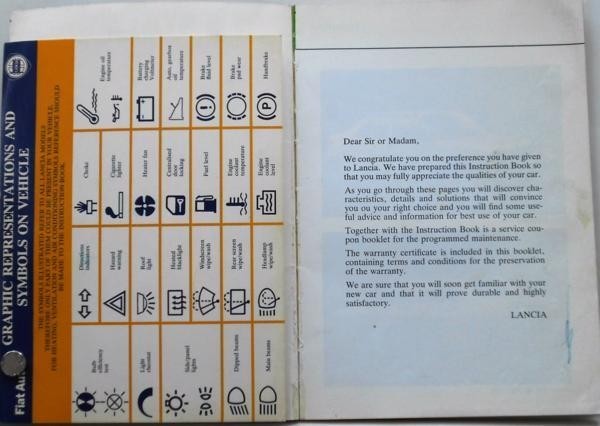 Fiat Au
GRAPHIC REPRESENTATIONS AND
SYMBOLS ON VEHICLE
THE SYMBOLS ILLUSTRATED REFER TO ALL LANCIA MODELS
THEREFORE ONLY PART OF THEM COULD BE PRESENT IN YOUR VEHICLE.
FOR HEATING, VENTILATION AND AIR CONDITIONING SYMBOLS REFERENCE SHOULD
BE MADE TO THE INSTRUCTION BOOK.
Bulb
efficiency
test
Light
rheostat
Side/panel
lights
Dipped beams
Main beams
Directions
indicators
Hazard
warning
Roof
light
Heated
backlight
Windscreen
wipe/wash
Rear screen
wipe/wash
Headlamp
wipe/wash
Choke
Cigarette
lighter
Heater fan
Centralised
door
locking
Fuel level
Engine
coolant
temperature
Engine
coolant
level
Engine oil
temperature
Battery
charging
Voltmeter
Auto. gearbox
oil
temperature
Brake
fluid level
Brake
pad wear
Handbrake
Dear Sir or Madam,
We congratulate you on the preference you have given
to Lancia. We have prepared this Instruction Book so
that you may fully appreciate the qualities of your car.
As you go through these pages you will discover cha-
racteristics, details and solutions that will convince
you ou your right choice and you will find some use-
ful advice and information for best use of your car.
Together with the Instruction Book is a service cou-
pon booklet for the programmed maintenance.
The warranty certificate is included in this booklet,
containing terms and conditions for the preservation
of the warranty.
We are sure that you will soon get familiar with your
new car and that it will prove durable and highly
satisfactory.
LANCIA